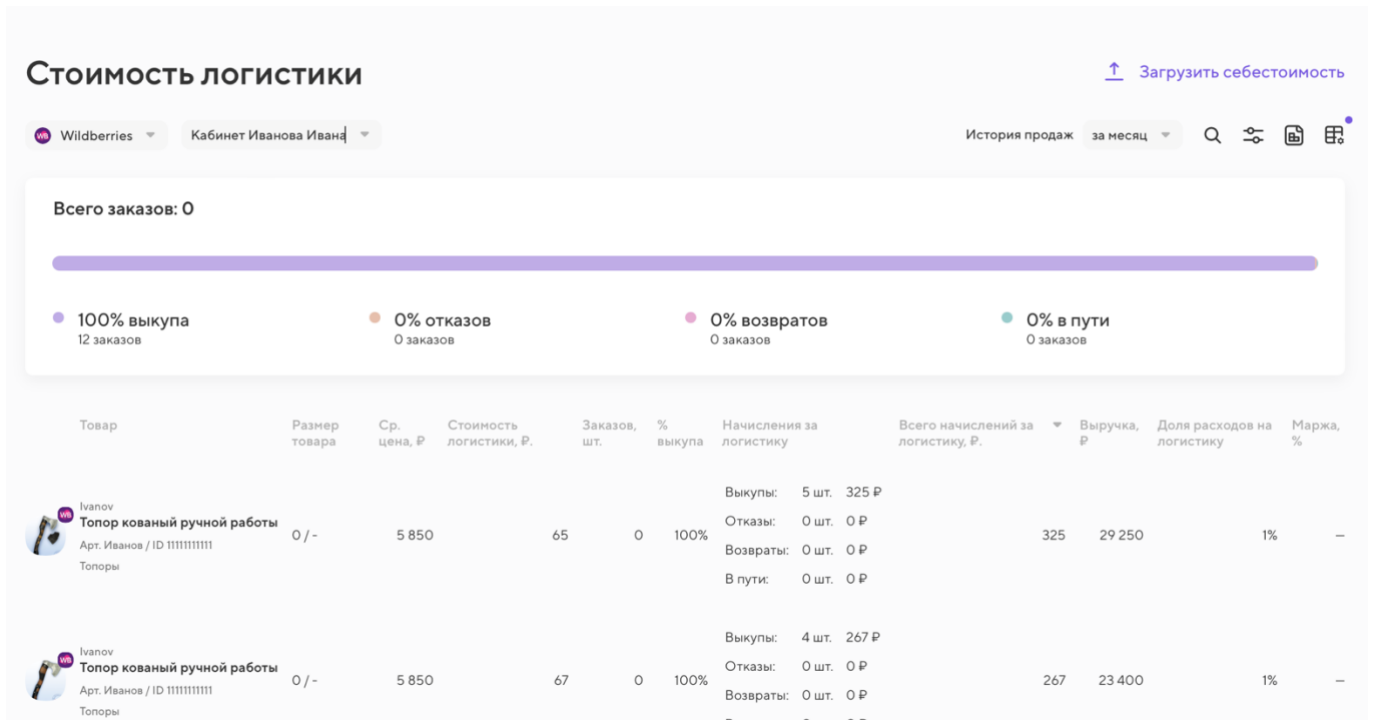 Стоимость логистики
Загрузить себестоимость
WB Wildberries
Кабинет Иванова Ивана
История продаж за месяц
Всего заказов: 0
100% выкупа
12 заказов
0% отказов
0 заказов
0% возвратов
0 заказов
0% в пути
0 заказов
Товар
Размер товара
Ср. цена, ₽
Стоимость логистики, ₽.
Заказов, шт.
% выкупа
Начисления за логистику
Всего начислений за логистику, ₽.
Выручка, ₽
Доля расходов на логистику
Маржа, %
WB
Ivanov
Топор кованый ручной работы
Арт. Иванов / ID 11111111111
Топоры
0 / -
5 850
65
0
100%
Выкупы: 5 шт. 325 ₽
Отказы: 0 шт. 0 ₽
Возвраты: 0 шт. 0 ₽
В пути: 0 шт. 0 ₽
325
29 250
1%
—
WB
Ivanov
Топор кованый ручной работы
Арт. Иванов / ID 11111111111
Топоры
0 / -
5 850
67
0
100%
Выкупы: 4 шт. 267 ₽
Отказы: 0 шт. 0 ₽
Возвраты: 0 шт. 0 ₽
267
23 400
1%
—